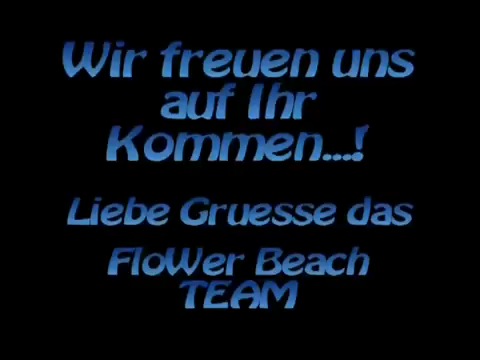 Wir freuen uns
auf Ihr
Kommen...!
Liebe Gruesse das
FloWer Beach
TEAM